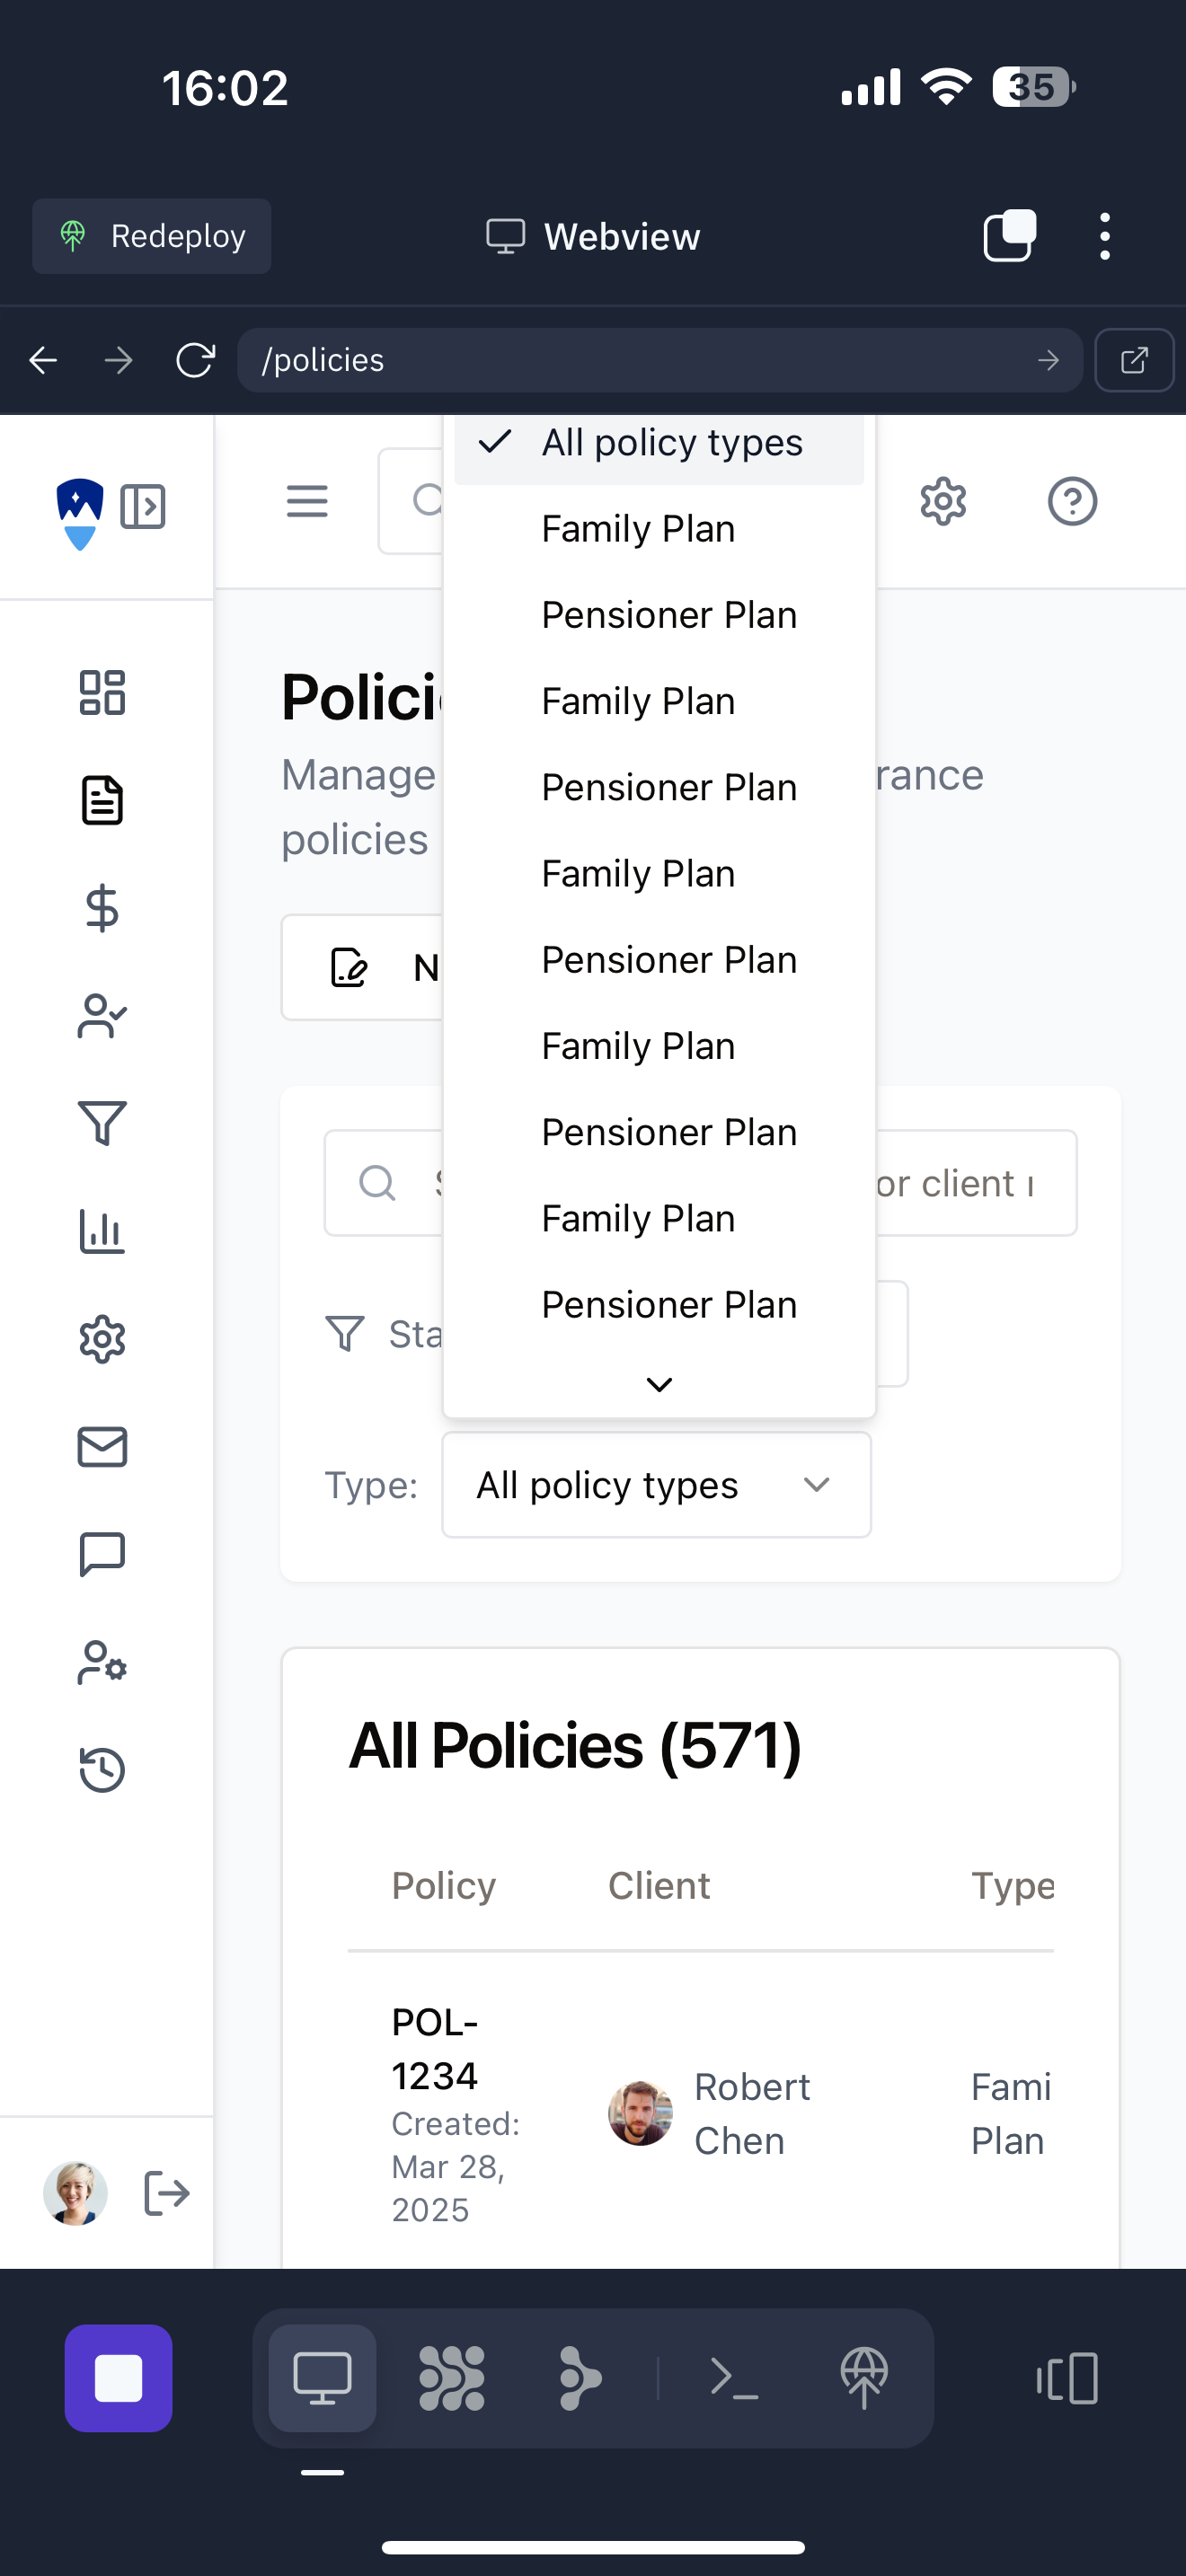 16:02
35
Redeploy
Webview
/policies
All policy types
Family Plan
Pensioner Plan
Family Plan
Pensioner Plan
Family Plan
Pensioner Plan
Family Plan
Pensioner Plan
Family Plan
Pensioner Plan
Polici
Manage rance
policies
N
or client
Sta
Type: All policy types
All Policies (571)
Policy Client Type
POL-
1234
Created:
Mar 28,
2025
Robert
Chen
Fami
Plan